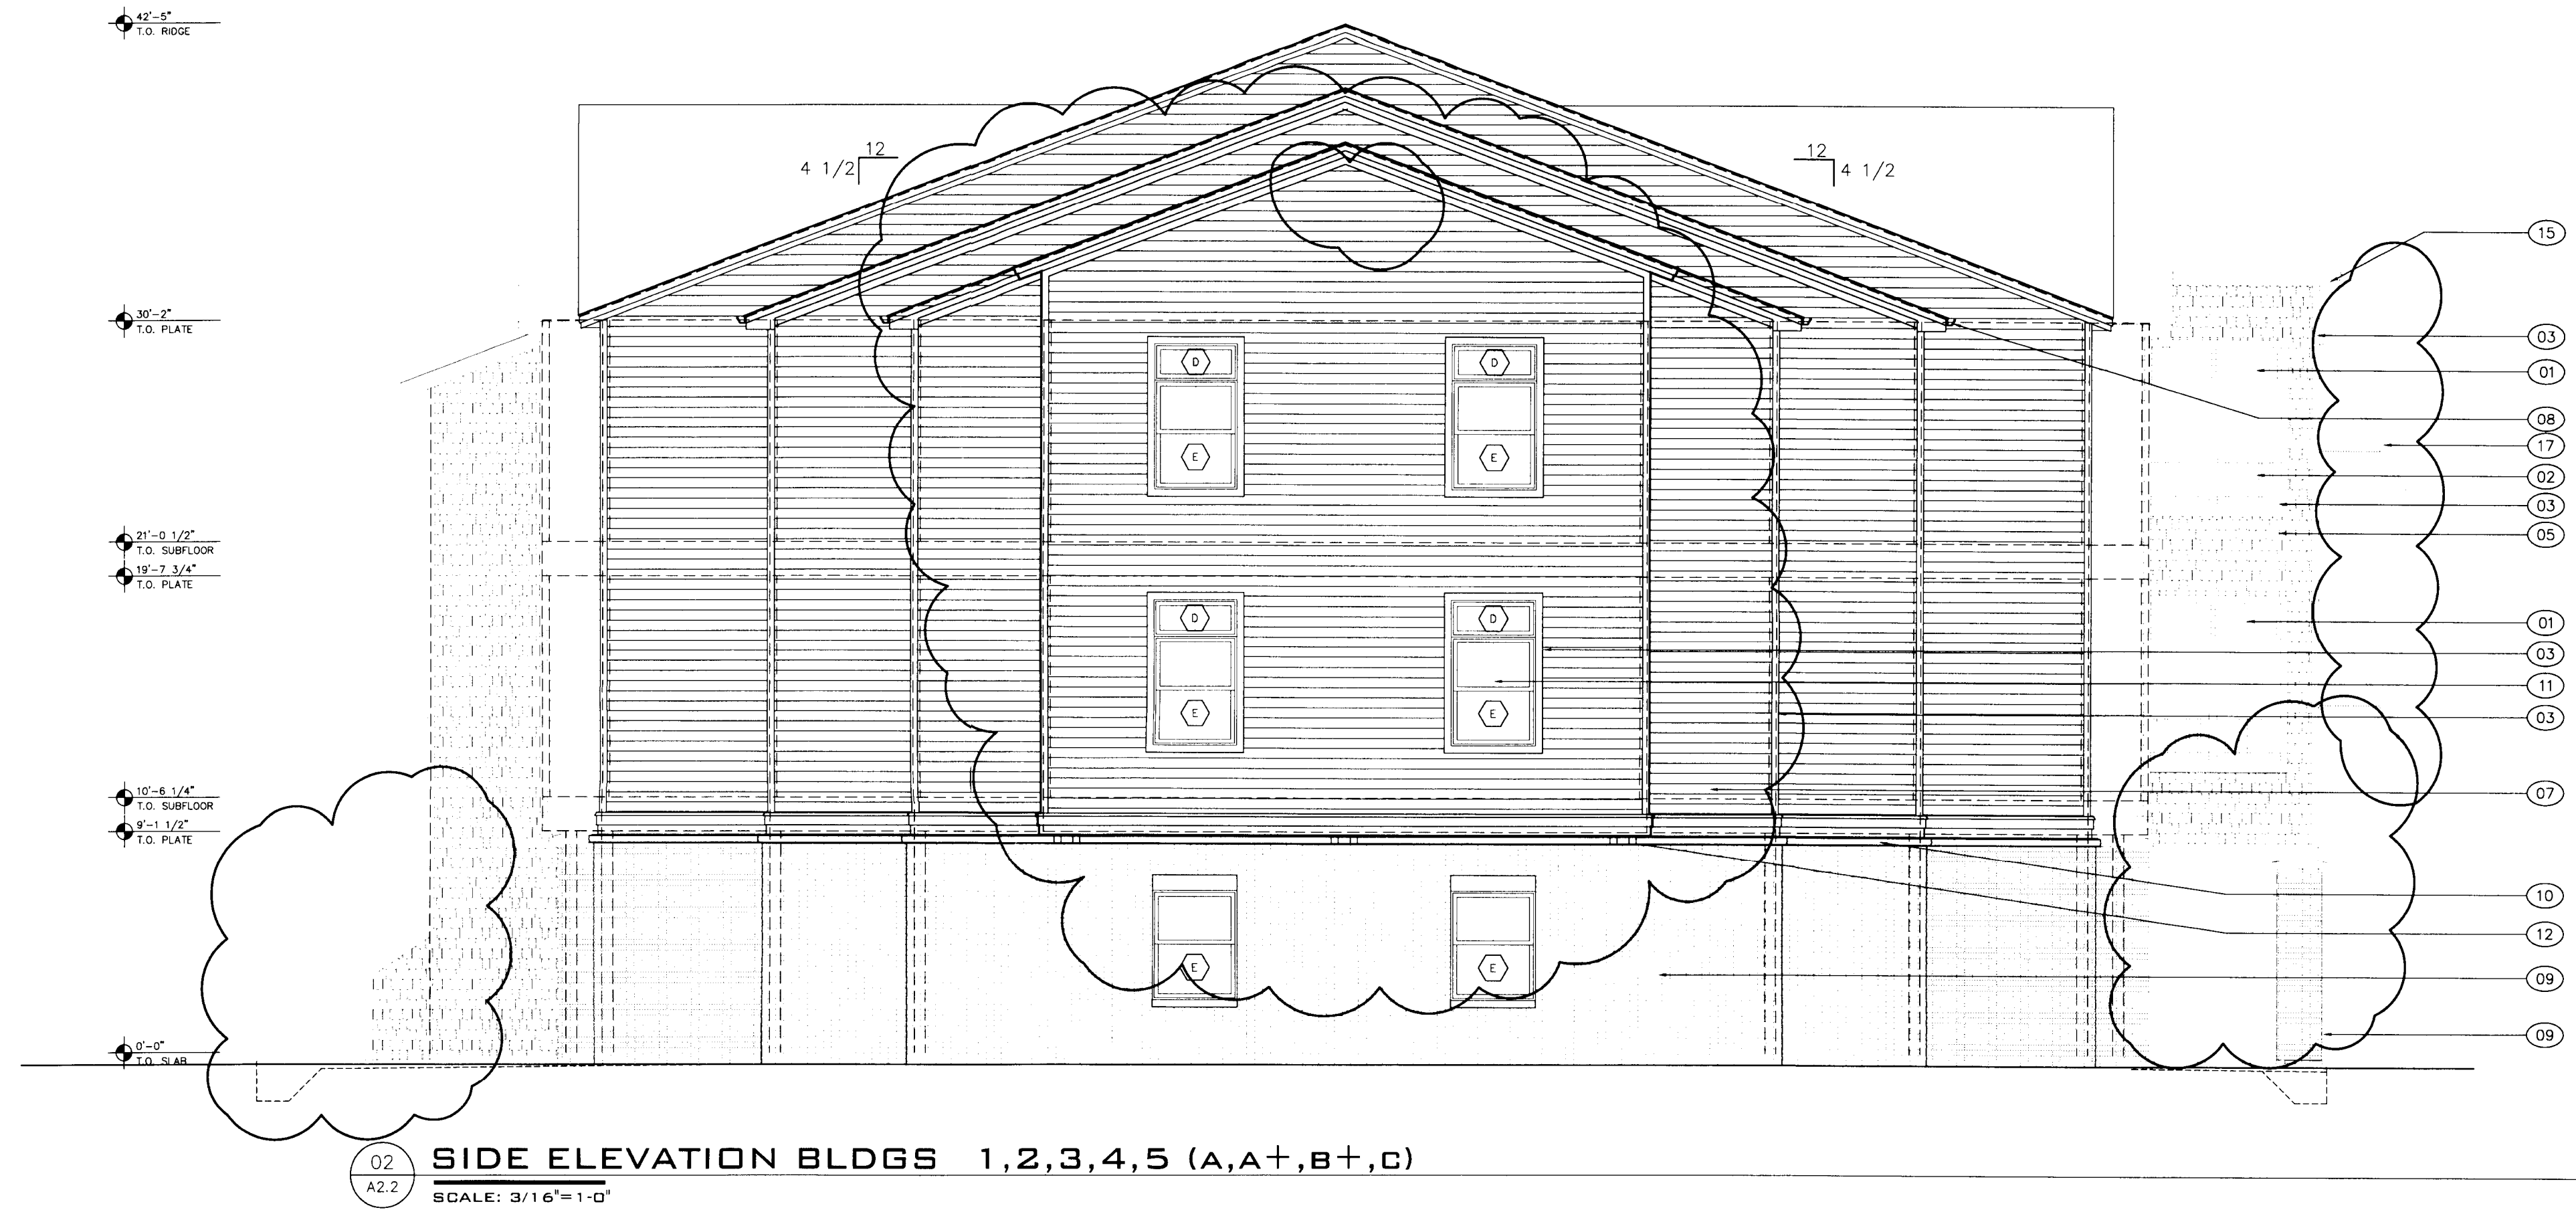 42'-5"
T.O. RIDGE
12
4 1/2
12
4 1/2
15
30'-2"
T.O. PLATE
03
D
D
01
08
17
E
E
02
03
21'-0 1/2"
T.O. SUBFLOOR
05
19'-7 3/4"
T.O. PLATE
D
D
01
03
11
E
E
03
10'-6 1/4"
T.O. SUBFLOOR
07
9'-1 1/2"
T.O. PLATE
10
12
E
E
09
09
0'-0"
T.O. SLAB
02
A2.2
SIDE ELEVATION BLDGS 1,2,3,4,5 (A,A+,B+,C)
SCALE: 3/16"=1-0"